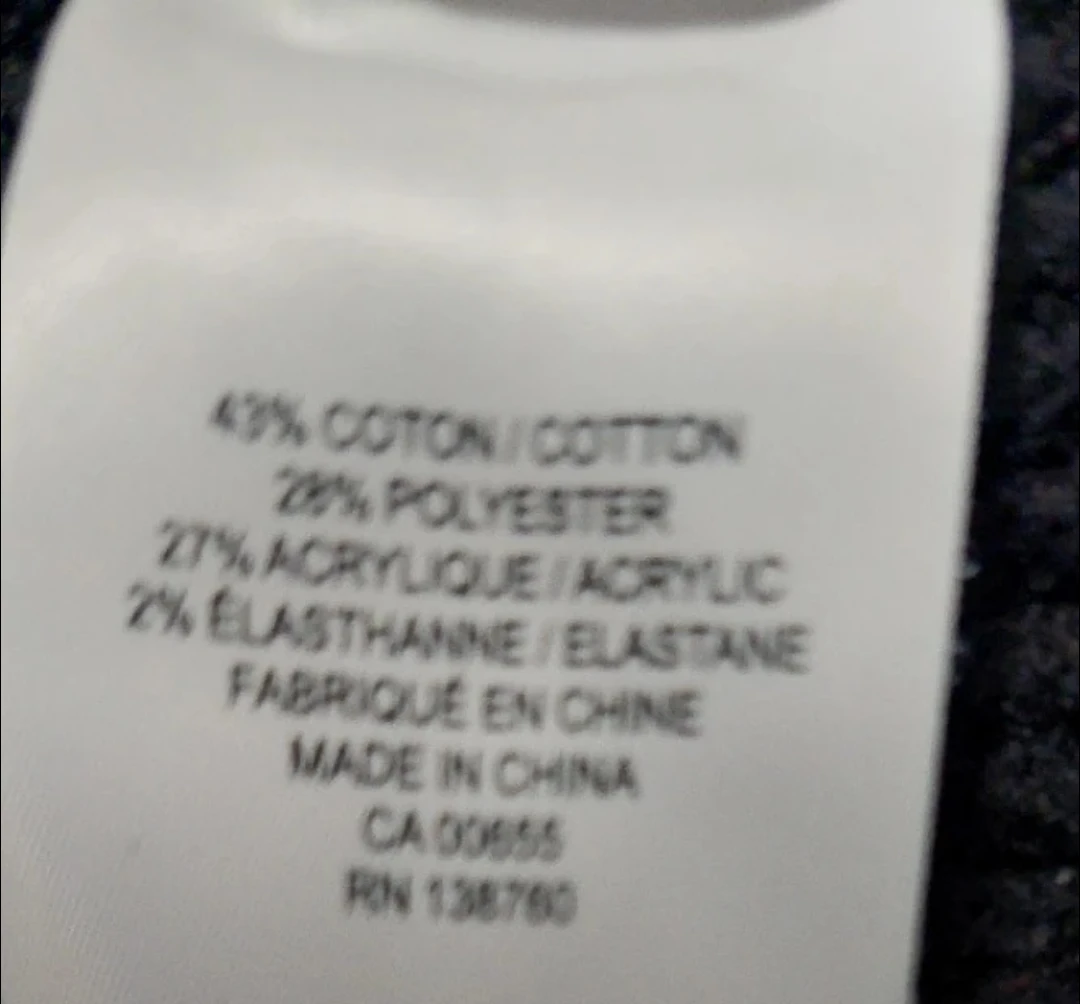 43% COTON / COTTON
28% POLYESTER
27% ACRYLIQUE / ACRYLIC
2% ÉLASTHANNE / ELASTANE
FABRIQUÉ EN CHINE
MADE IN CHINA
CA 00655
RN